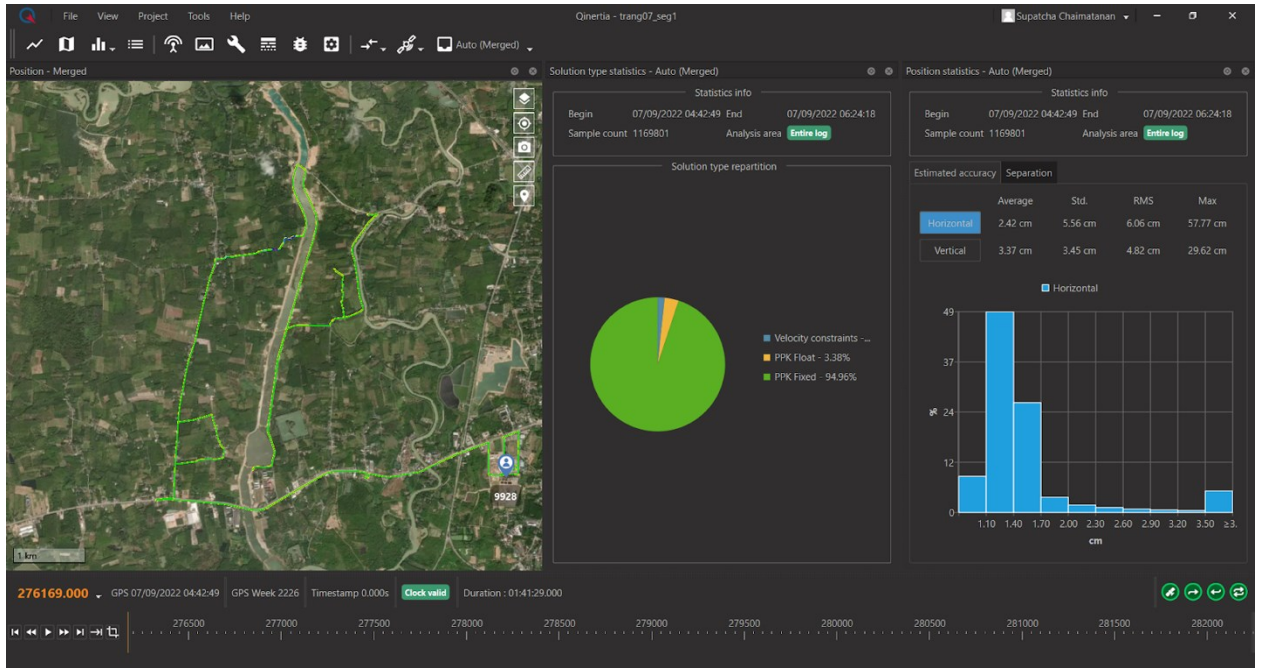 File View Project Tools Help Qinertia - trang07_seg1 Supatcha Chaimatanan
Auto (Merged)
Position - Merged
1 km
9928
Solution type statistics - Auto (Merged)
Statistics info
Begin 07/09/2022 04:42:49 End 07/09/2022 06:24:18
Sample count 1169801 Analysis area Entire log
Solution type repartition
Velocity constraints -...
PPK Float - 3.38%
PPK Fixed - 94.96%
Position statistics - Auto (Merged)
Statistics info
Begin 07/09/2022 04:42:49 End 07/09/2022 06:24:18
Sample count 1169801 Analysis area Entire log
Estimated accuracy Separation
Average Std. RMS Max
Horizontal 2.42 cm 5.56 cm 6.06 cm 57.77 cm
Vertical 3.37 cm 3.45 cm 4.82 cm 29.62 cm
Horizontal
49
37
% 24
12
0
1.10 1.40 1.70 2.00 2.30 2.60 2.90 3.20 3.50 ≥3.
cm
276169.000 GPS 07/09/2022 04:42:49 GPS Week 2226 Timestamp 0.000s Clock valid Duration : 01:41:29.000
276500 277000 277500 278000 278500 279000 279500 280000 280500 281000 281500 282000